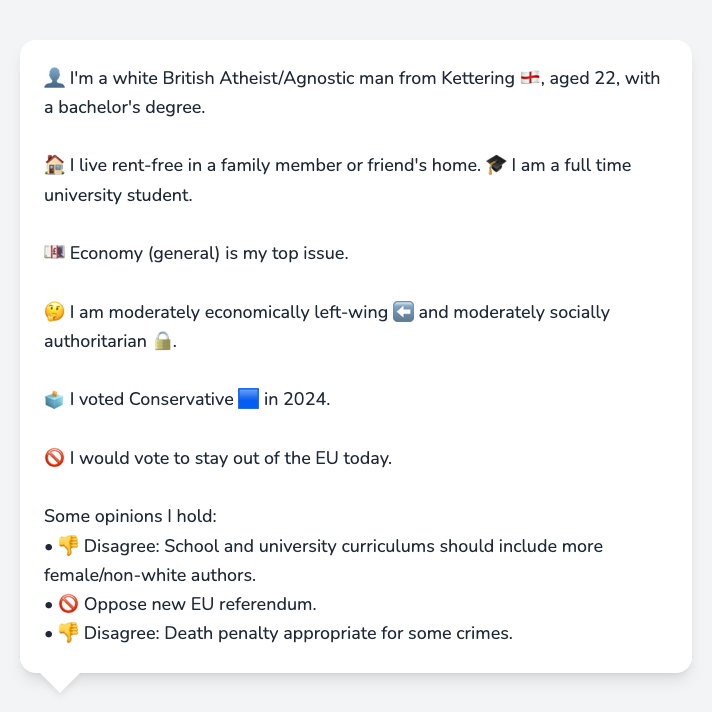 👤 I'm a white British Atheist/Agnostic man from Kettering 🏴󠁧󠁢󠁥󠁮󠁧󠁿, aged 22, with
a bachelor's degree.
🏠 I live rent-free in a family member or friend's home. 🎓 I am a full time
university student.
💷 Economy (general) is my top issue.
🤔 I am moderately economically left-wing ⬅️ and moderately socially
authoritarian 🔒.
🗳️ I voted Conservative 🟦 in 2024.
🚫 I would vote to stay out of the EU today.
Some opinions I hold:
• 👎 Disagree: School and university curriculums should include more
female/non-white authors.
• 🚫 Oppose new EU referendum.
• 👎 Disagree: Death penalty appropriate for some crimes.